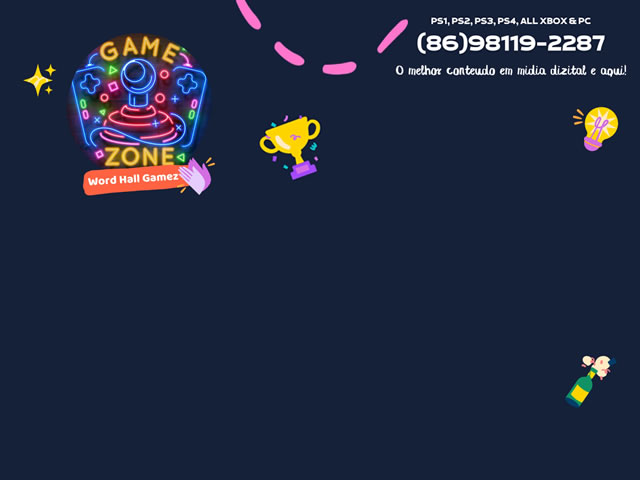 GAME
ZONE
Word Hall Gamez
PS1, PS2, PS3, PS4, ALL XBOX & PC
(86)98119-2287
O melhor conteudo em midia dizital e aqui!